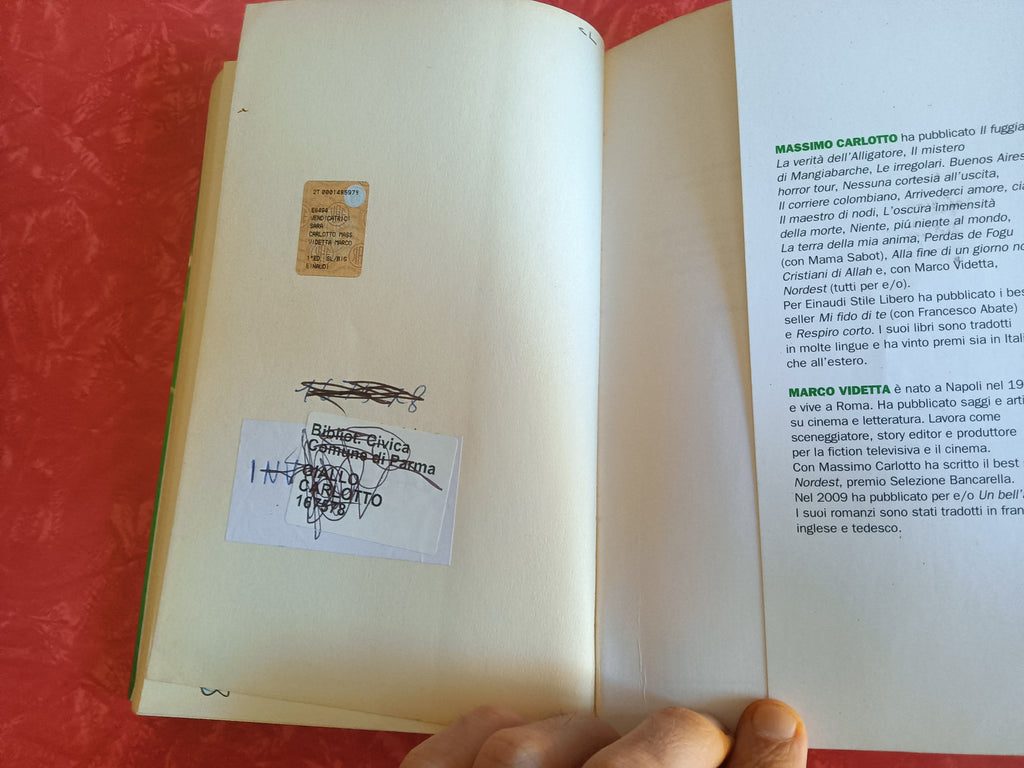 2T 0001485979
E6494
VENDICATRICI
SARA
CARLOTTO MASS
VIDETTA MARCO
1^ED SL/BIG
EINAUDI
Bibliot. Civica
Comune di Parma
GIALLO
CARLOTTO
MASSIMO CARLOTTO ha pubblicato Il fuggia
La verità dell'Alligatore, Il mistero
di Mangiabarche, Le irregolari. Buenos Aires
horror tour, Nessuna cortesia all'uscita,
Il corriere colombiano, Arrivederci amore, cia
Il maestro di nodi, L'oscura immensità
della morte, Niente, più niente al mondo,
La terra della mia anima, Perdas de Fogu
(con Mama Sabot), Alla fine di un giorno no
Cristiani di Allah e, con Marco Videtta,
Nordest (tutti per e/o).
Per Einaudi Stile Libero ha pubblicato i bes
seller Mi fido di te (con Francesco Abate)
e Respiro corto. I suoi libri sono tradotti
in molte lingue e ha vinto premi sia in Itali
che all'estero.
MARCO VIDETTA è nato a Napoli nel 19
e vive a Roma. Ha pubblicato saggi e arti
su cinema e letteratura. Lavora come
sceneggiatore, story editor e produttore
per la fiction televisiva e il cinema.
Con Massimo Carlotto ha scritto il best
Nordest, premio Selezione Bancarella.
Nel 2009 ha pubblicato per e/o Un bell'
I suoi romanzi sono stati tradotti in fran
inglese e tedesco.